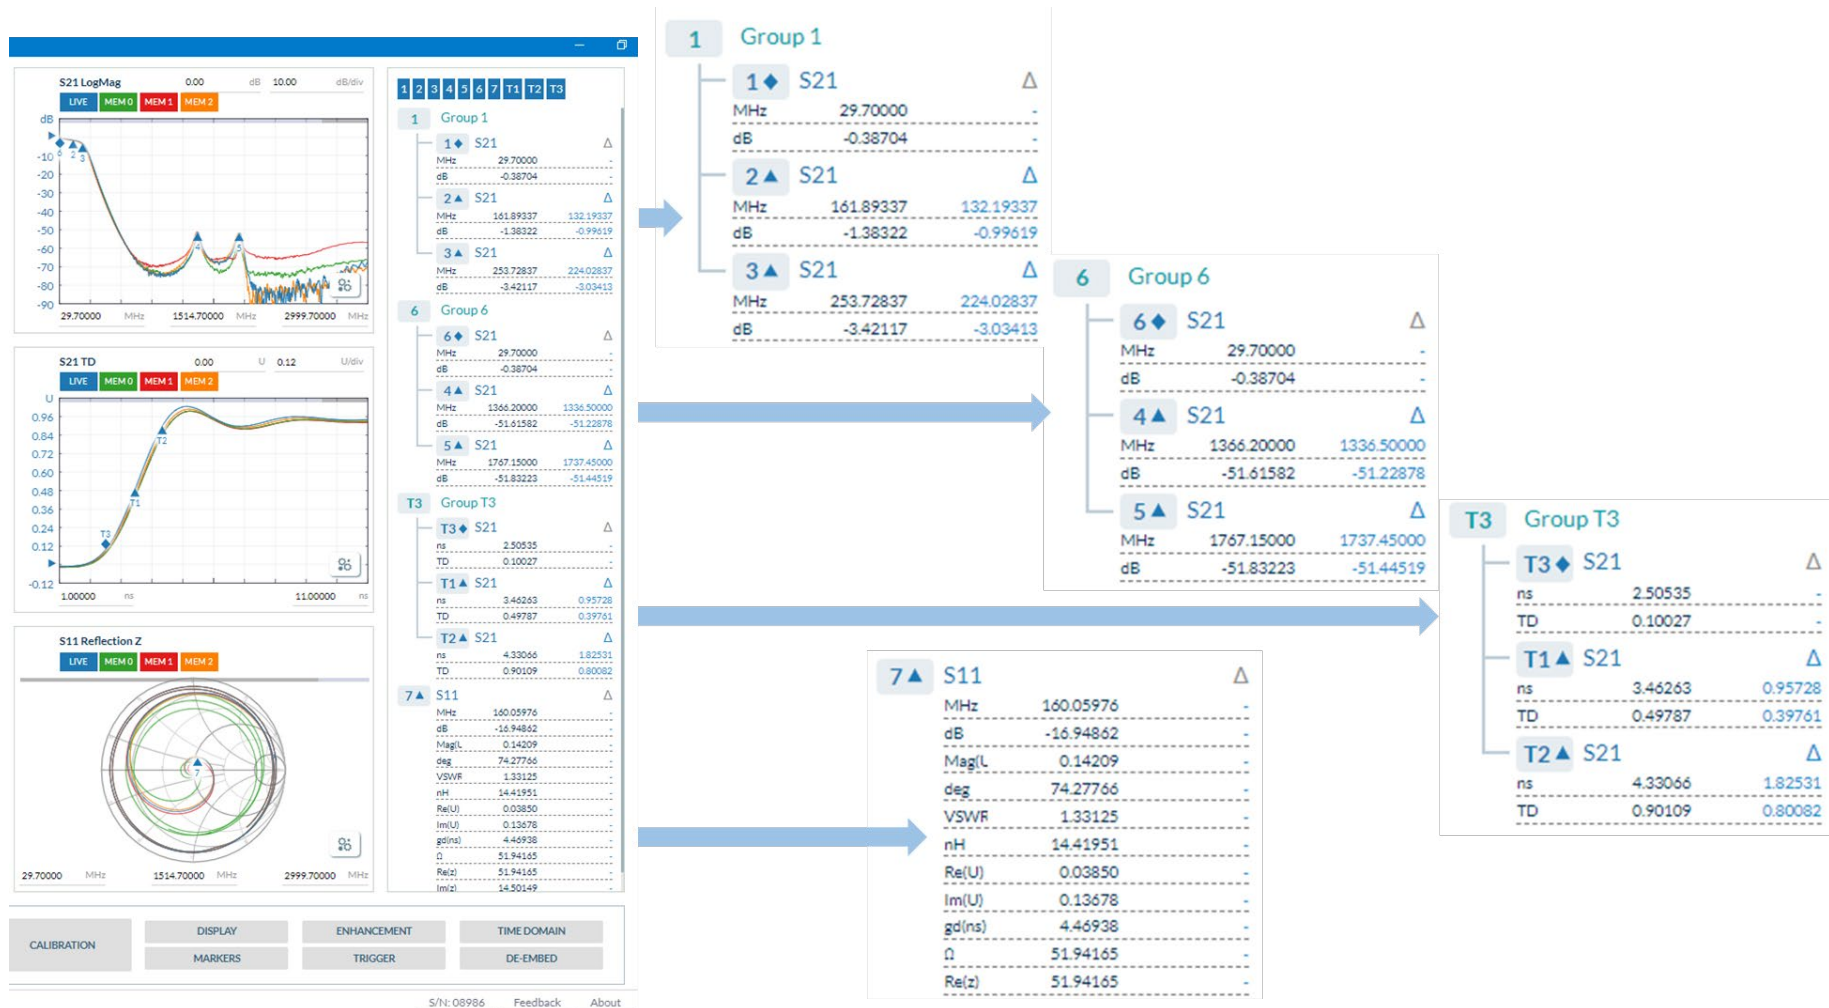 S21 LogMag 0.00 dB 10.00 dB/div
LIVE MEM 0 MEM 1 MEM 2
dB
-10
-20
-30
-40
-50
-60
-70
-80
-90
6 2 3
4 5
29.70000 MHz 1514.70000 MHz 2999.70000 MHz
S21 TD 0.00 U 0.12 U/div
LIVE MEM 0 MEM 1 MEM 2
U
0.96
0.84
0.72
0.60
0.48
0.36
0.24
0.12
-0.12
T2
T1
T3
1.00000 ns 11.00000 ns
S11 Reflection Z
LIVE MEM 0 MEM 1 MEM 2
7
29.70000 MHz 1514.70000 MHz 2999.70000 MHz
1 2 3 4 5 6 7 T1 T2 T3
1 Group 1
1◆ S21 Δ
MHz 29.70000 -
dB -0.38704 -
2▲ S21 Δ
MHz 161.89337 132.19337
dB -1.38322 -0.99619
3▲ S21 Δ
MHz 253.72837 224.02837
dB -3.42117 -3.03413
6 Group 6
6◆ S21 Δ
MHz 29.70000 -
dB -0.38704 -
4▲ S21 Δ
MHz 1366.20000 1336.50000
dB -51.61582 -51.22878
5▲ S21 Δ
MHz 1767.15000 1737.45000
dB -51.83223 -51.44519
T3 Group T3
T3◆ S21 Δ
ns 2.50535 -
TD 0.10027 -
T1▲ S21 Δ
ns 3.46263 0.95728
TD 0.49787 0.39761
T2▲ S21 Δ
ns 4.33066 1.82531
TD 0.90109 0.80082
7▲ S11 Δ
MHz 160.05976 -
dB -16.94862 -
Mag(L 0.14209 -
deg 74.27766 -
VSWF 1.33125 -
nH 14.41951 -
Re(U) 0.03850 -
Im(U) 0.13678 -
gd(ns) 4.46938 -
Ω 51.94165 -
Re(z) 51.94165 -
Im(z) 14.50149 -
CALIBRATION
DISPLAY ENHANCEMENT TIME DOMAIN
MARKERS TRIGGER DE-EMBED
S/N: 08986 Feedback About
1 Group 1
1◆ S21 Δ
MHz 29.70000 -
dB -0.38704 -
2▲ S21 Δ
MHz 161.89337 132.19337
dB -1.38322 -0.99619
3▲ S21 Δ
MHz 253.72837 224.02837
dB -3.42117 -3.03413
6 Group 6
6◆ S21 Δ
MHz 29.70000 -
dB -0.38704 -
4▲ S21 Δ
MHz 1366.20000 1336.50000
dB -51.61582 -51.22878
5▲ S21 Δ
MHz 1767.15000 1737.45000
dB -51.83223 -51.44519
T3 Group T3
T3◆ S21 Δ
ns 2.50535 -
TD 0.10027 -
T1▲ S21 Δ
ns 3.46263 0.95728
TD 0.49787 0.39761
T2▲ S21 Δ
ns 4.33066 1.82531
TD 0.90109 0.80082
7▲ S11 Δ
MHz 160.05976 -
dB -16.94862 -
Mag(L 0.14209 -
deg 74.27766 -
VSWF 1.33125 -
nH 14.41951 -
Re(U) 0.03850 -
Im(U) 0.13678 -
gd(ns) 4.46938 -
Ω 51.94165 -
Re(z) 51.94165 -